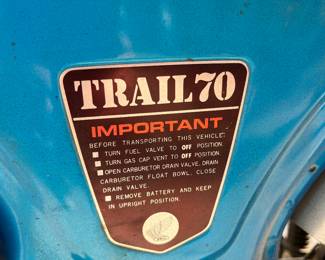 TRAIL70
IMPORTANT
BEFORE TRANSPORTING THIS VEHICLE:
■ TURN FUEL VALVE TO OFF POSITION.
■ TURN GAS CAP VENT TO OFF POSITION.
■ OPEN CARBURETOR DRAIN VALVE, DRAIN
CARBURETOR FLOAT BOWL, CLOSE
DRAIN VALVE.
■ REMOVE BATTERY AND KEEP
IN UPRIGHT POSITION.